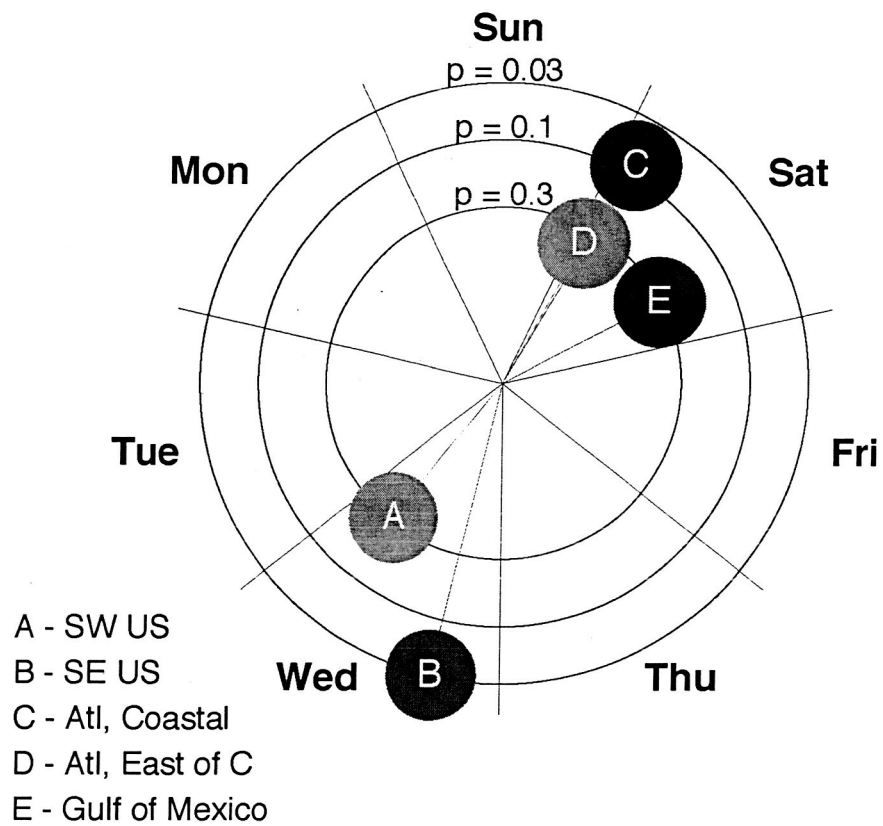 Sun
p = 0.03
p = 0.1
p = 0.3
Mon
Sat
C
D
E
Tue
Fri
A
B
Wed
Thu
A - SW US
B - SE US
C - Atl, Coastal
D - Atl, East of C
E - Gulf of Mexico